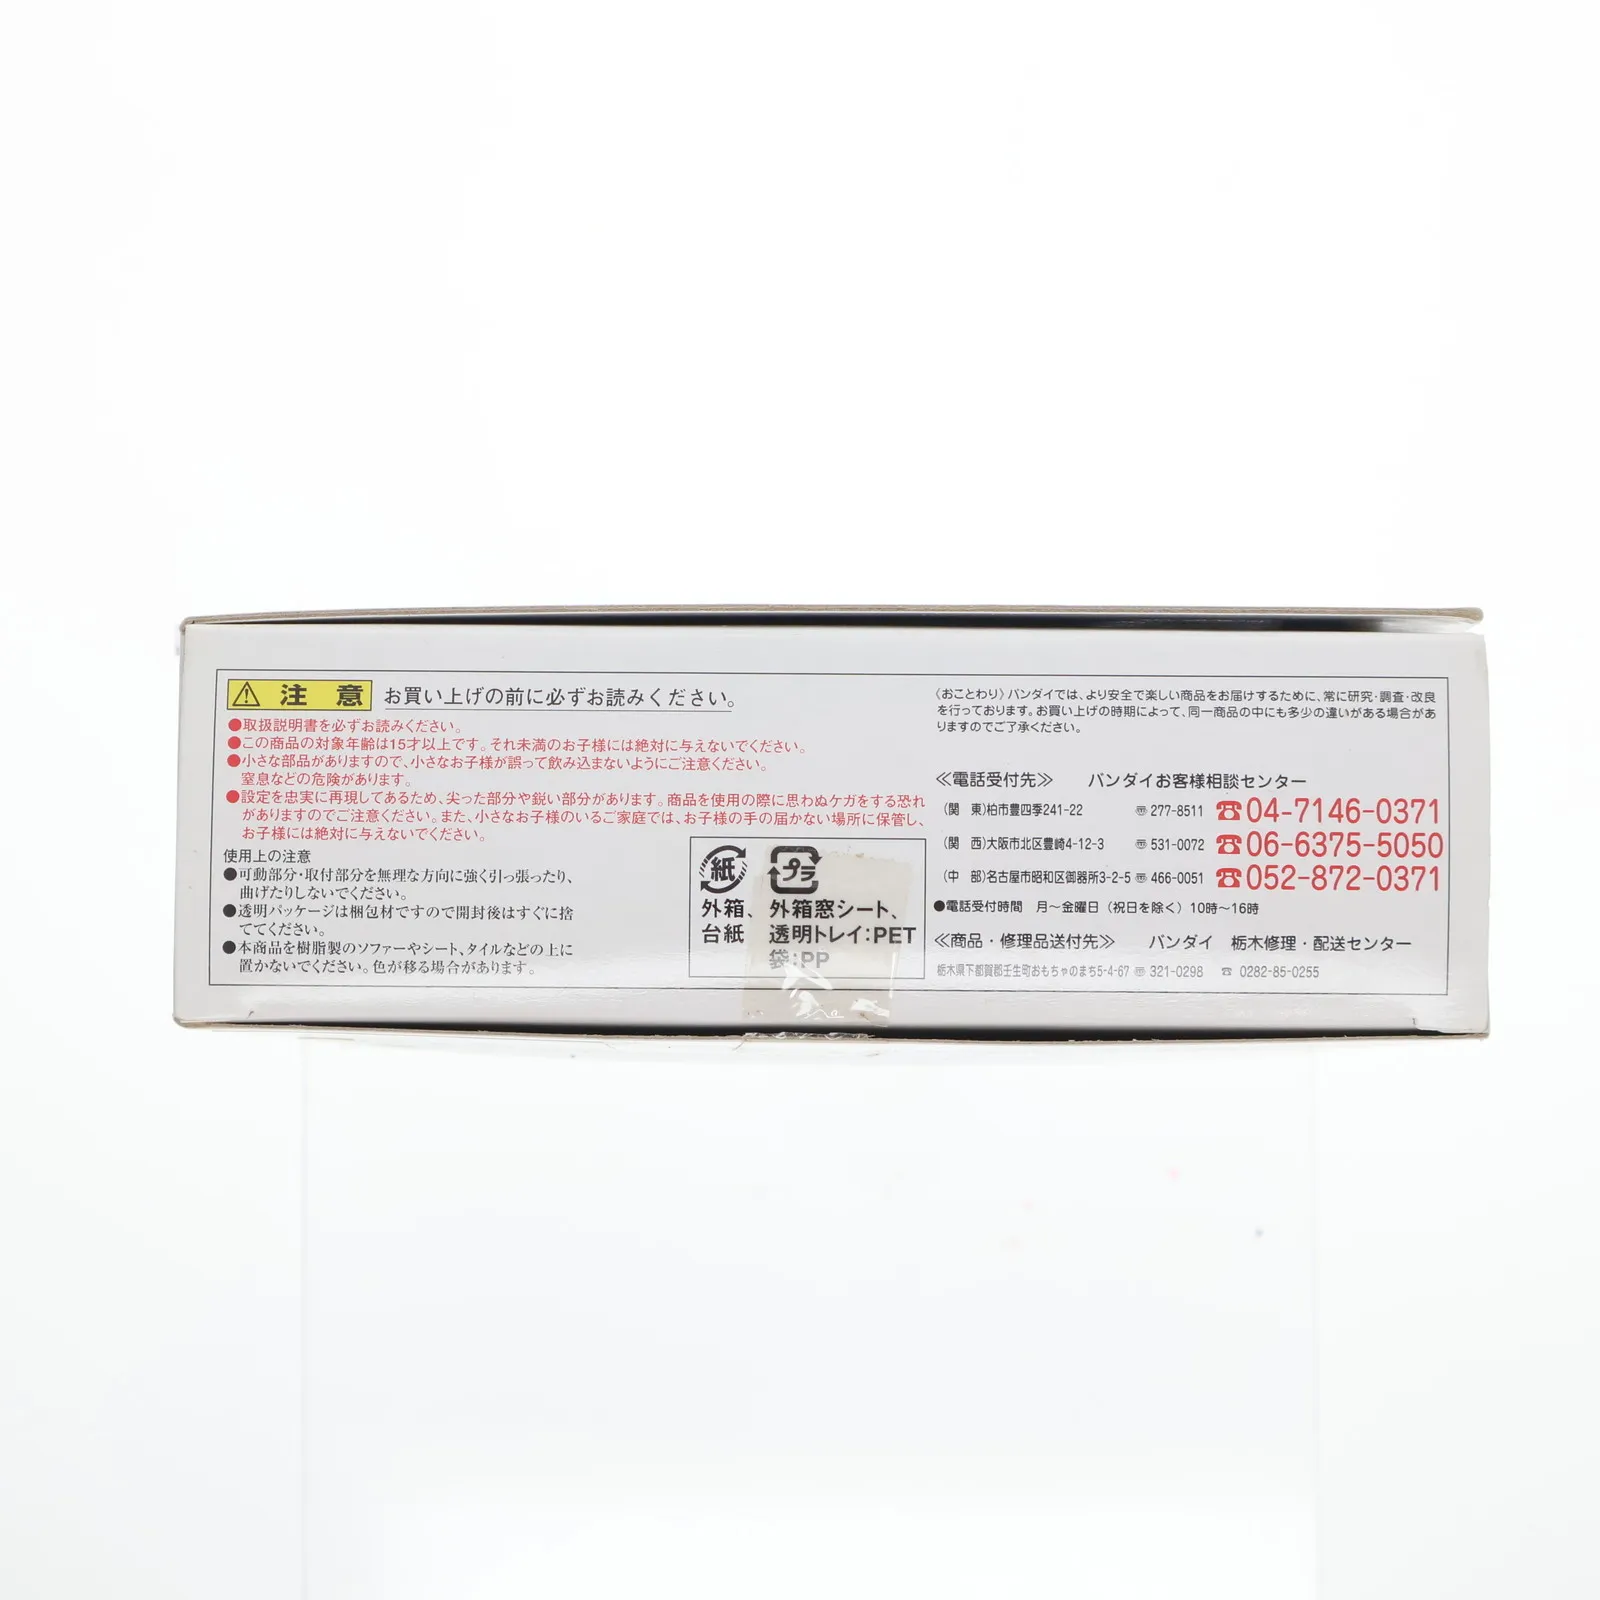 注 意 お買い上げの前に必ずお読みください。
●取扱説明書を必ずお読みください。
●この商品の対象年齢は15才以上です。それ未満のお子様には絶対に与えないでください。
●小さな部品がありますので、小さなお子様が誤って飲み込まないようにご注意ください。
窒息などの危険があります。
●設定を忠実に再現してあるため、尖った部分や鋭い部分があります。商品を使用の際に思わぬケガをする恐れ
がありますのでご注意ください。また、小さなお子様のいるご家庭では、お子様の手の届かない場所に保管し、
お子様には絶対に与えないでください。
使用上の注意
●可動部分・取付部分を無理な方向に強く引っ張ったり、
曲げたりしないでください。
●透明パッケージは梱包材ですので開封後はすぐに捨
ててください。
●本商品を樹脂製のソファーやシート、タイルなどの上に
置かないでください。色が移る場合があります。
紙
外箱、
台紙
プラ
外箱窓シート、
透明トレイ:PET
袋:PP
〈おことわり〉バンダイでは、より安全で楽しい商品をお届けするために、常に研究・調査・改良
を行っております。お買い上げの時期によって、同一商品の中にも多少の違いがある場合があ
りますのでご了承ください。
≪電話受付先≫ バンダイお客様相談センター
(関 東)柏市豊四季241-22 〠 277-8511 ☎04-7146-0371
(関 西)大阪市北区豊崎4-12-3 〠 531-0072 ☎06-6375-5050
(中 部)名古屋市昭和区御器所3-2-5 〠 466-0051 ☎052-872-0371
●電話受付時間 月〜金曜日(祝日を除く)10時〜16時
≪商品・修理品送付先≫ バンダイ 栃木修理・配送センター
栃木県下都賀郡壬生町おもちゃのまち5-4-67 〠 321-0298 ☎ 0282-85-0255